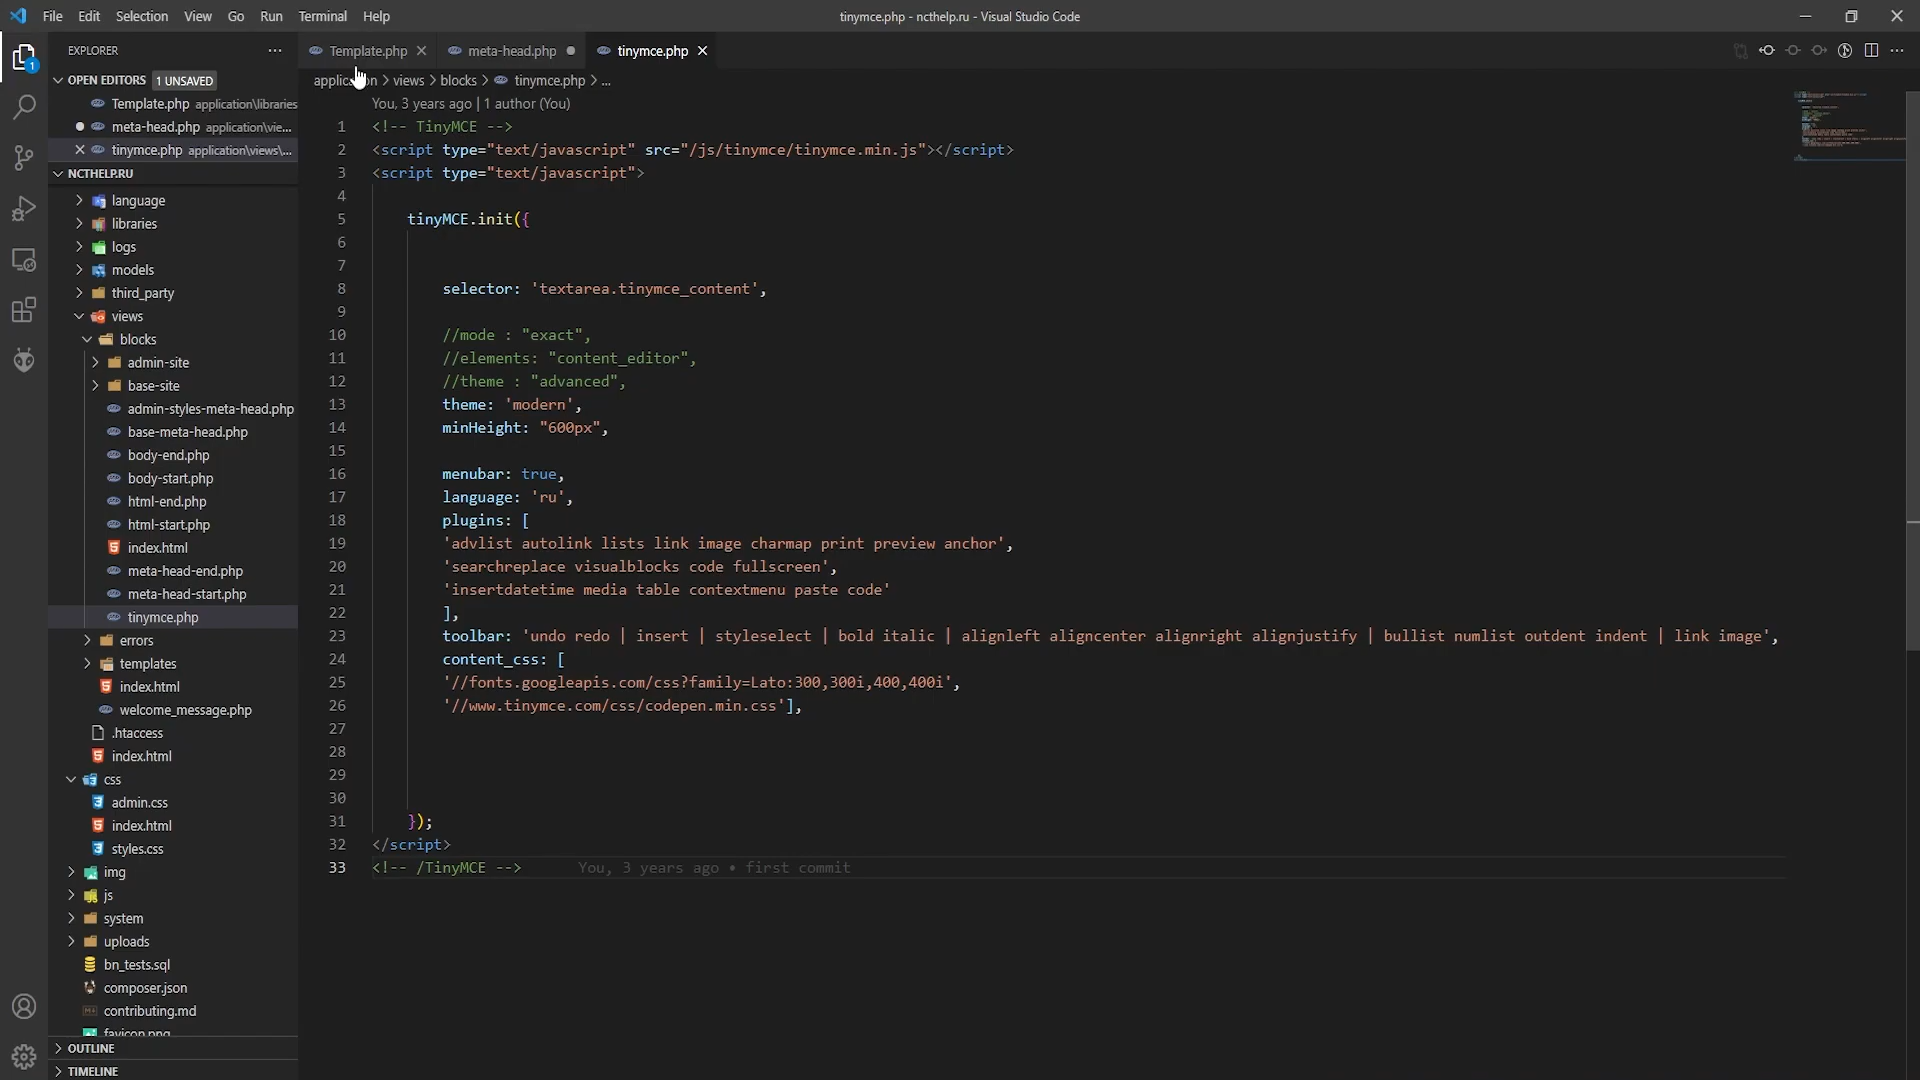 File Edit Selection View Go Run Terminal Help
tinymce.php - ncthelp.ru - Visual Studio Code
EXPLORER
OPEN EDITORS 1 UNSAVED
Template.php application\libraries
meta-head.php application\vie...
tinymce.php application\views\...
NCTHELP.RU
language
libraries
logs
models
third_party
views
blocks
admin-site
base-site
admin-styles-meta-head.php
base-meta-head.php
body-end.php
body-start.php
html-end.php
html-start.php
index.html
meta-head-end.php
meta-head-start.php
tinymce.php
errors
templates
index.html
welcome_message.php
.htaccess
index.html
css
admin.css
index.html
styles.css
img
js
system
uploads
bn_tests.sql
composer.json
contributing.md
favicon.png
OUTLINE
TIMELINE
1
Template.php meta-head.php tinymce.php
views > blocks > tinymce.php > ...
You, 3 years ago | 1 author (You)
1 <!-- TinyMCE -->
2 <script type="text/javascript" src="/js/tinymce/tinymce.min.js"></script>
3 <script type="text/javascript">
4
5 tinyMCE.init({
6
7
8 selector: 'textarea.tinymce_content',
9
10 //mode : "exact",
11 //elements: "content_editor",
12 //theme : "advanced",
13 theme: 'modern',
14 minHeight: "600px",
15
16 menubar: true,
17 language: 'ru',
18 plugins: [
19 'advlist autolink lists link image charmap print preview anchor',
20 'searchreplace visualblocks code fullscreen',
21 'insertdatetime media table contextmenu paste code'
22 ],
23 toolbar: 'undo redo | insert | styleselect | bold italic | alignleft aligncenter alignright alignjustify | bullist numlist outdent indent | link image',
24 content_css: [
25 '//fonts.googleapis.com/css?family=Lato:300,300i,400,400i',
26 '//www.tinymce.com/css/codepen.min.css'],
27
28
29
30
31 });
32 </script>
33 <!-- /TinyMCE --> You, 3 years ago • first commit